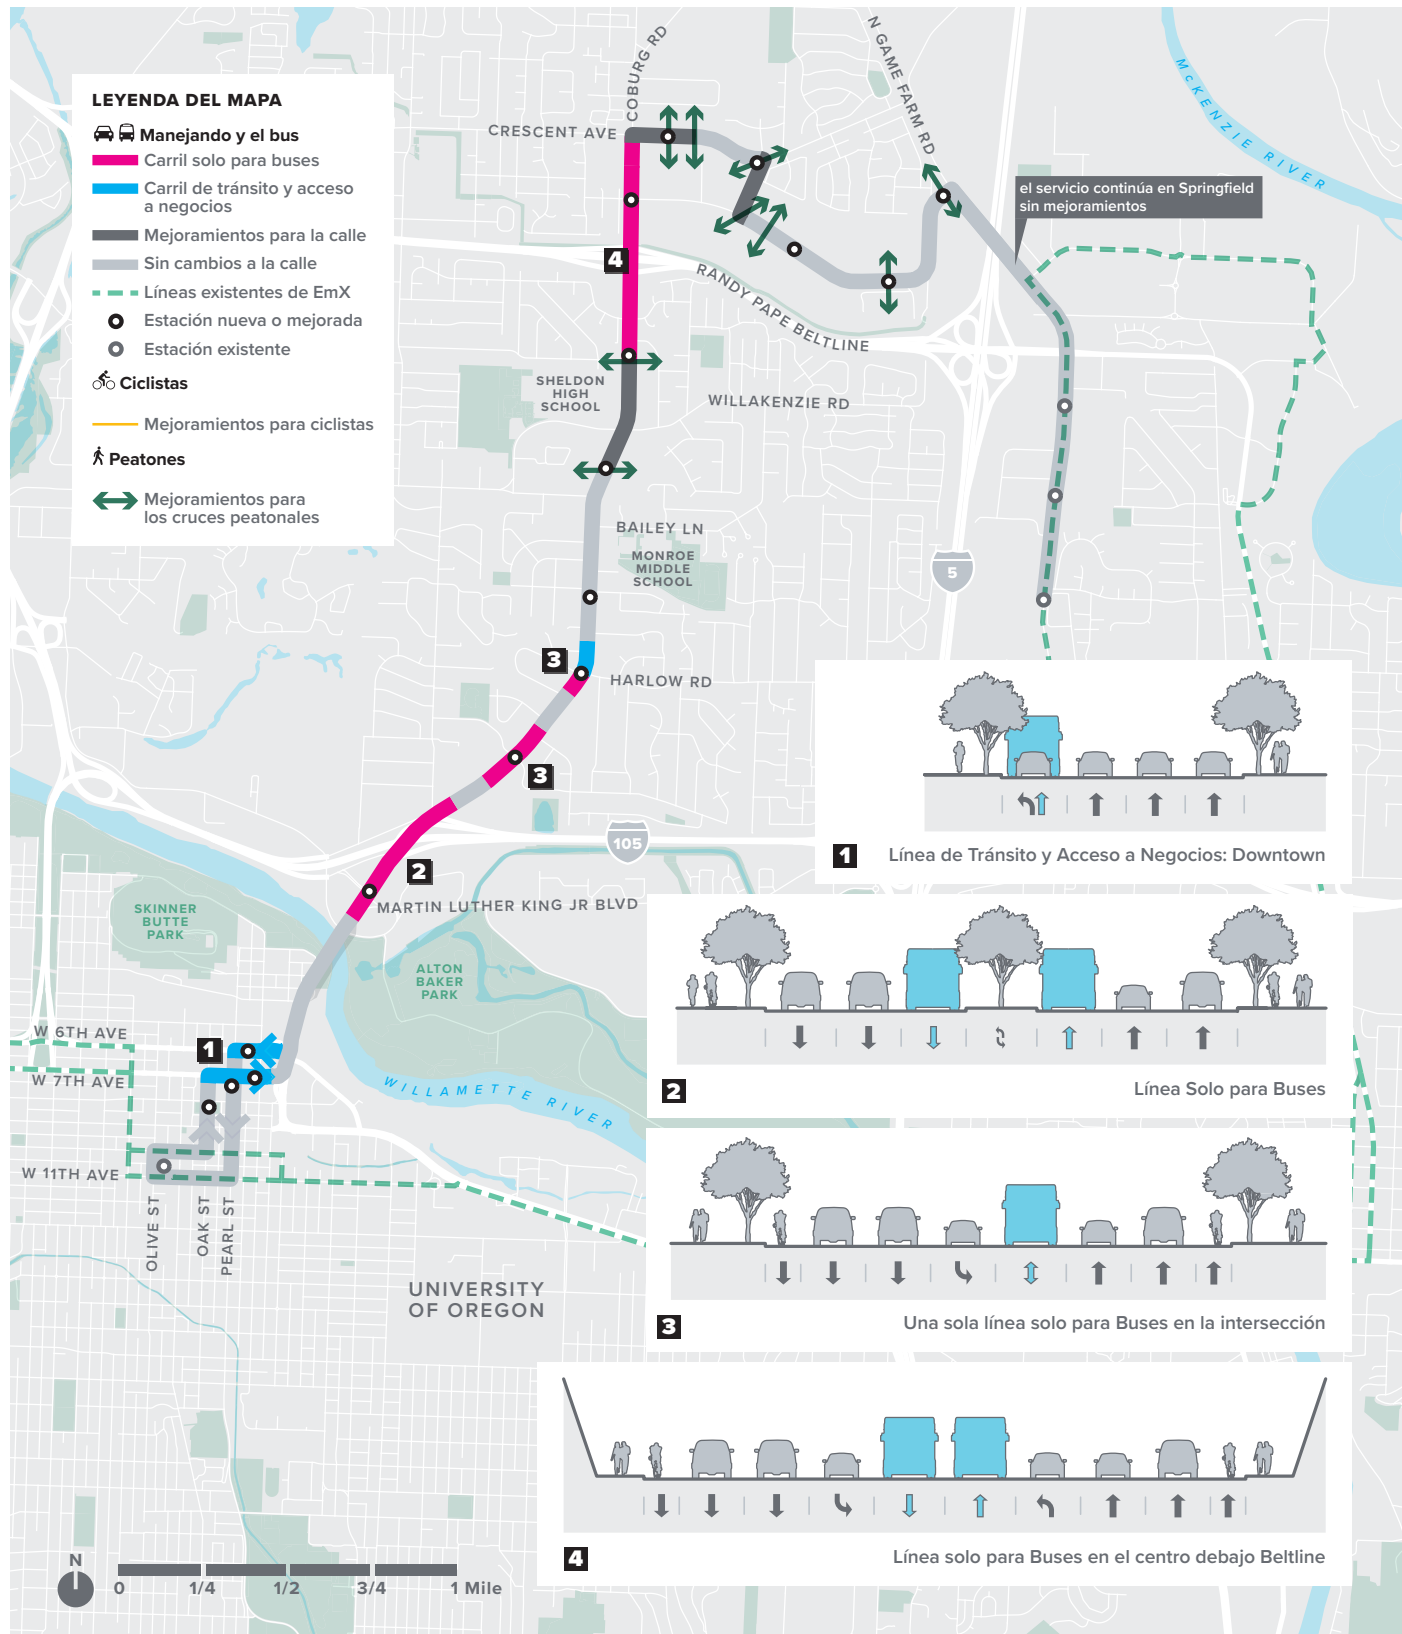 LEYENDA DEL MAPA
Manejando y el bus
Carril solo para buses
Carril de tránsito y acceso
a negocios
Mejoramientos para la calle
Sin cambios a la calle
Líneas existentes de EmX
Estación nueva o mejorada
Estación existente
Ciclistas
Mejoramientos para ciclistas
Peatones
Mejoramientos para
los cruces peatonales
COBURG RD
N GAME FARM RD
McKENZIE RIVER
CRESCENT AVE
el servicio continúa en Springfield
sin mejoramientos
4
RANDY PAPE BELTLINE
SHELDON
HIGH
SCHOOL
WILLAKENZIE RD
BAILEY LN
MONROE
MIDDLE
SCHOOL
5
3
HARLOW RD
3
105
2
MARTIN LUTHER KING JR BLVD
SKINNER
BUTTE
PARK
ALTON
BAKER
PARK
W 6TH AVE
1
W 7TH AVE
WILLAMETTE RIVER
W 11TH AVE
OLIVE ST
OAK ST
PEARL ST
UNIVERSITY
OF OREGON
1 Línea de Tránsito y Acceso a Negocios: Downtown
2 Línea Solo para Buses
3 Una sola línea solo para Buses en la intersección
4 Línea solo para Buses en el centro debajo Beltline
N
0 1/4 1/2 3/4 1 Mile